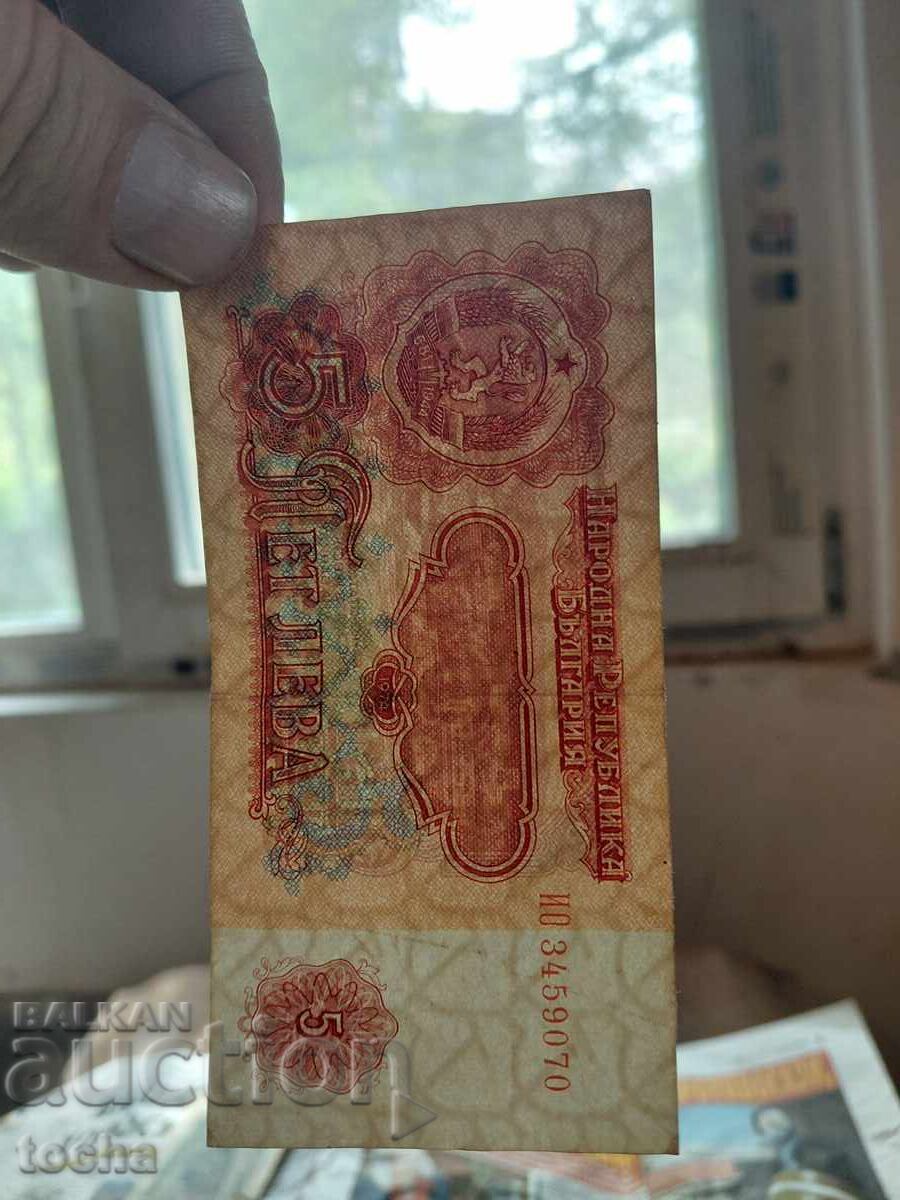 НАРОДНА РЕПУБЛИКА
БЪЛГАРИЯ
5
ПЕТ ЛЕВА
5
ИО 3459070
BALKAN
auction
tocha